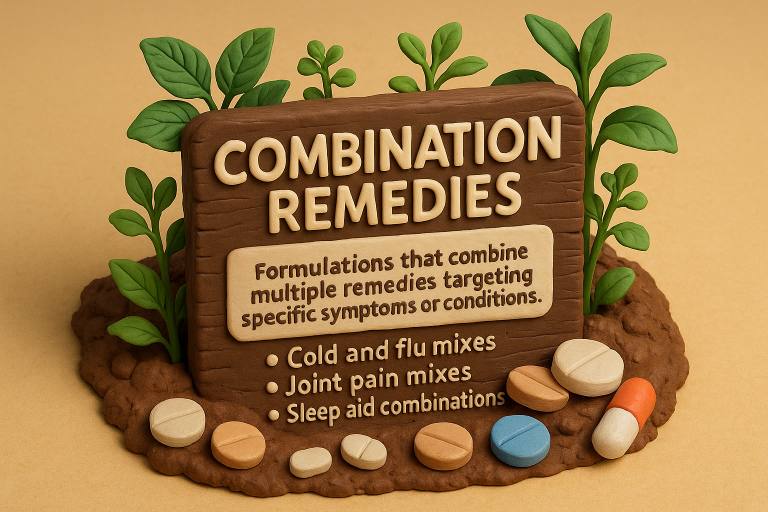 COMBINATION
REMEDIES
Formulations that combine
multiple remedies targeting
specific symptoms or conditions.
• Cold and flu mixes
• Joint pain mixes
• Sleep aid combinations